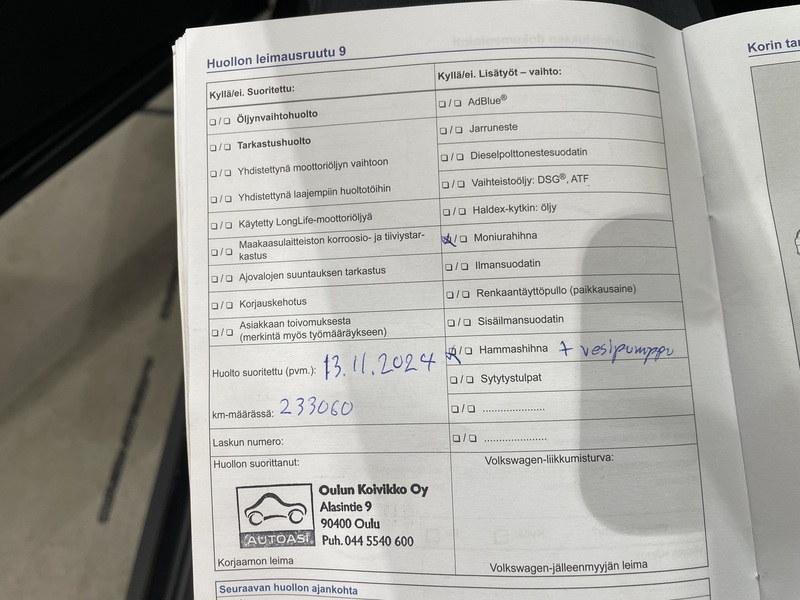 Huollon leimausruutu 9
Korin tau
Kyllä/ei. Suoritettu:
☐/☐ Öljynvaihtohuolto
☐/☐ Tarkastushuolto
☐/☐ Yhdistettynä moottoriöljyn vaihtoon
☐/☐ Yhdistettynä laajempiin huoltotöihin
☐/☐ Käytetty LongLife-moottoriöljyä
☐/☐ Maakaasulaitteiston korroosio- ja tiiviystar-
kastus
☐/☐ Ajovalojen suuntauksen tarkastus
☐/☐ Korjauskehotus
☐/☐ Asiakkaan toivomuksesta
(merkintä myös työmääräykseen)
Huolto suoritettu (pvm.): 13.11.2024
km-määrässä: 233060
Laskun numero:
Huollon suorittanut:
AUTOASI
Oulun Koivikko Oy
Alasintie 9
90400 Oulu
Puh. 044 5540 600
Korjaamon leima
Kyllä/ei. Lisätyöt – vaihto:
☐/☐ AdBlue®
☐/☐ Jarruneste
☐/☐ Dieselpolttonestesuodatin
☐/☐ Vaihteistoöljy: DSG®, ATF
☐/☐ Haldex-kytkin: öljy
☒/☐ Moniurahihna
☐/☐ Ilmansuodatin
☐/☐ Renkaantäyttöpullo (paikkausaine)
☐/☐ Sisäilmansuodatin
☒/☐ Hammashihna + vesipumppu
☐/☐ Sytytystulpat
☐/☐ .....................
☐/☐ .....................
Volkswagen-liikkumisturva:
Volkswagen-jälleenmyyjän leima
Seuraavan huollon ajankohta